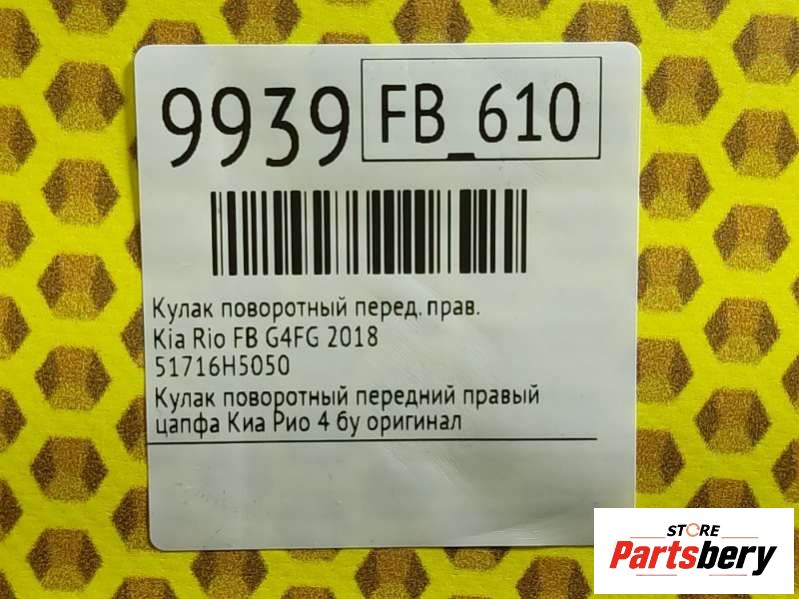 9939 FB_610
Кулак поворотный перед. прав.
Kia Rio FB G4FG 2018
51716H5050
Кулак поворотный передний правый
цапфа Киа Рио 4 бу оригинал
STORE
Partsbery